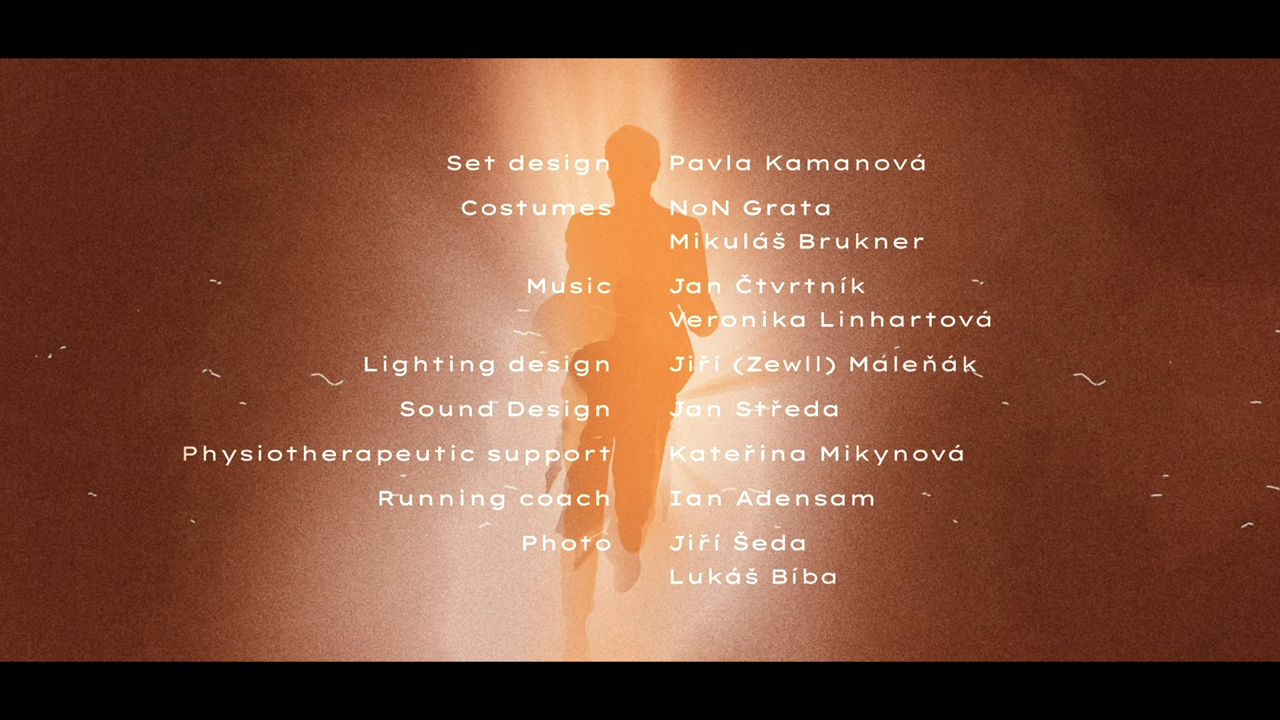 Set design Pavla Kamanová
Costumes NoN Grata
Mikuláš Brukner
Music Jan Čtvrtník
Veronika Linhartová
Lighting design Jiří (Zewll) Maleňák
Sound Design Jan Středa
Physiotherapeutic support Kateřina Mikynová
Running coach Ian Adensam
Photo Jiří Šeda
Lukáš Bíba